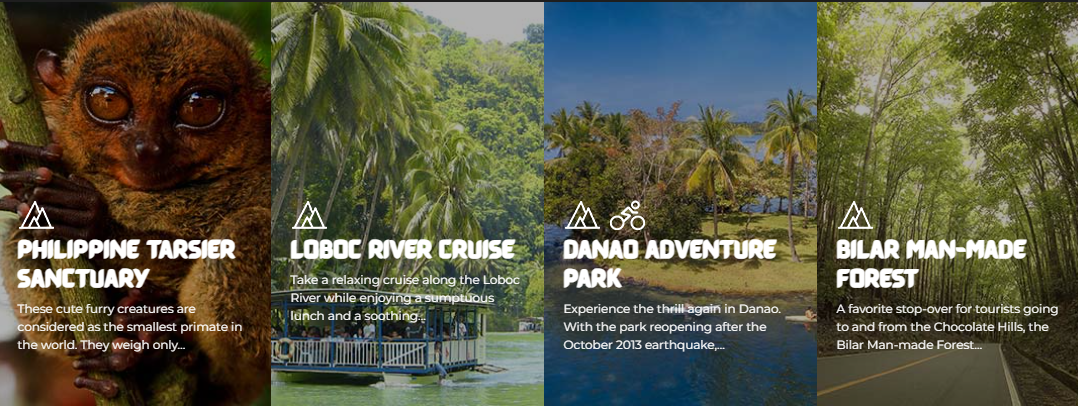 PHILIPPINE TARSIER
SANCTUARY
These cute furry creatures are
considered as the smallest primate in
the world. They weigh only...
LOBOC RIVER CRUISE
Take a relaxing cruise along the Loboc
River while enjoying a sumptuous
lunch and a soothing...
DANAO ADVENTURE
PARK
Experience the thrill again in Danao.
With the park reopening after the
October 2013 earthquake,...
BILAR MAN-MADE
FOREST
A favorite stop-over for tourists going
to and from the Chocolate Hills, the
Bilar Man-made Forest...